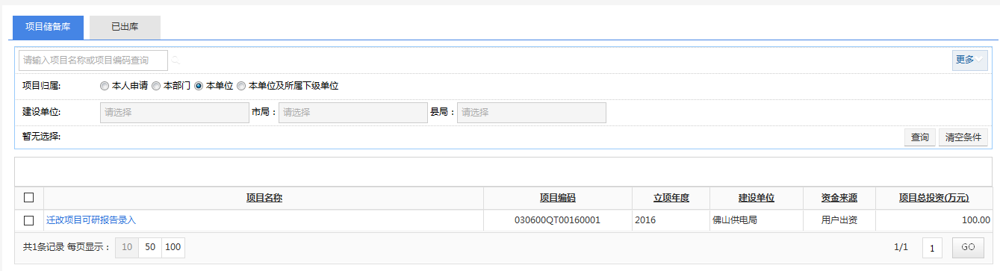 项目储备库 已出库
请输入项目名称或项目编码查询 更多
项目归属: 本人申请 本部门 本单位 本单位及所属下级单位
建设单位: 请选择 市局： 请选择 县局： 请选择
暂无选择: 查询 清空条件
项目名称 项目编码 立项年度 建设单位 资金来源 项目总投资(万元)
迁改项目可研报告录入 030600QT00160001 2016 佛山供电局 用户出资 100.00
共1条记录 每页显示： 10 50 100 1/1 1 GO